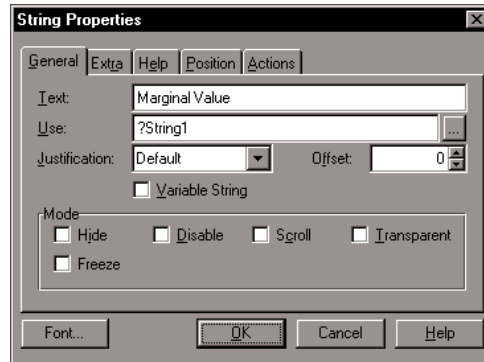 String Properties
General Extra Help Position Actions
Text: Marginal Value
Use: ?String1 ...
Justification: Default Offset: 0
Variable String
Mode
Hide Disable Scroll Transparent
Freeze
Font... OK Cancel Help